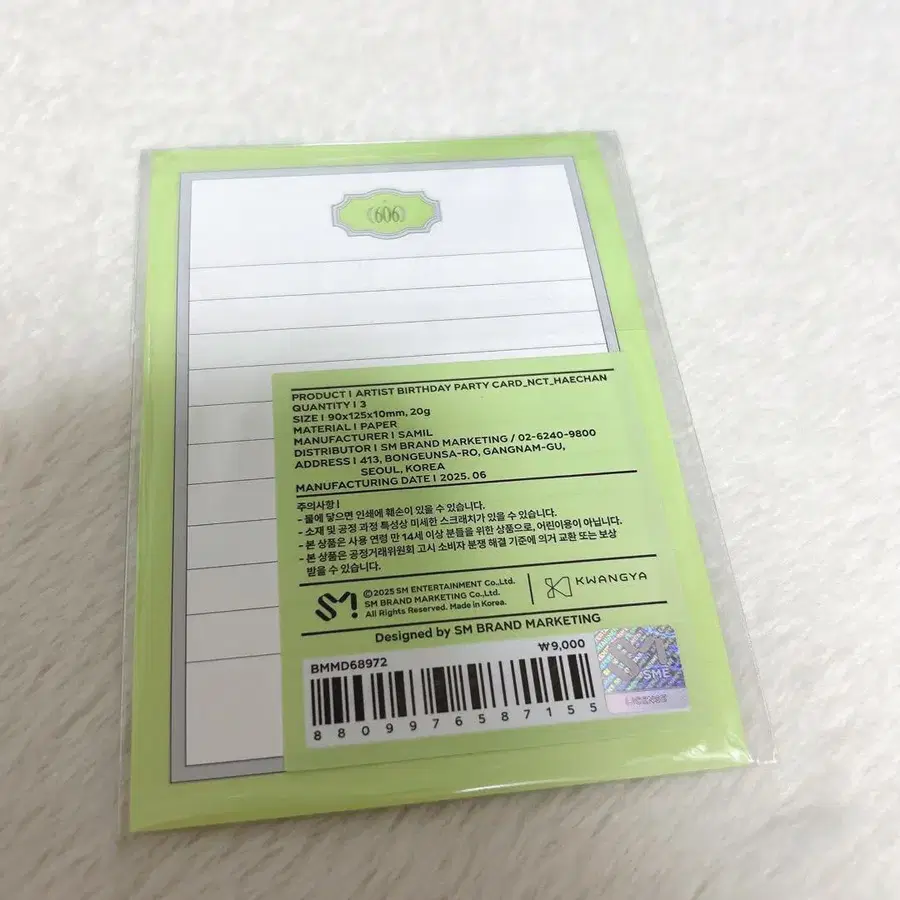 (606)
PRODUCT I ARTIST BIRTHDAY PARTY CARD_NCT_HAECHAN
QUANTITY I 3
SIZE I 90x125x10mm, 20g
MATERIAL I PAPER
MANUFACTURER I SAMIL
DISTRIBUTOR I SM BRAND MARKETING / 02-6240-9800
ADDRESS I 413, BONGEUNSA-RO, GANGNAM-GU,
SEOUL, KOREA
MANUFACTURING DATE I 2025. 06
주의사항 I
- 물에 닿으면 인쇄에 훼손이 있을 수 있습니다.
- 소재 및 공정 과정 특성상 미세한 스크래치가 있을 수 있습니다.
- 본 상품은 사용 연령 만 14세 이상 분들을 위한 상품으로, 어린이용이 아닙니다.
- 본 상품은 공정거래위원회 고시 소비자 분쟁 해결 기준에 의거 교환 또는 보상
받을 수 있습니다.
SM!
©2025 SM ENTERTAINMENT Co.,Ltd.
SM BRAND MARKETING Co.,Ltd.
All Rights Reserved. Made in Korea.
KWANGYA
Designed by SM BRAND MARKETING
BMMD68972
₩9,000
8809976587155
SME
LICENSE